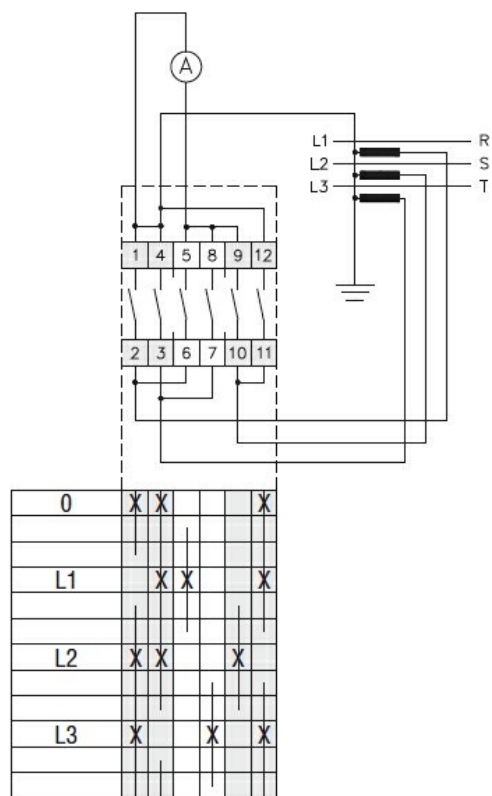 A
L1 R
L2 S
L3 T
1 4 5 8 9 12
2 3 6 7 10 11
0 X X X
L1 X X X
L2 X X X
L3 X X X